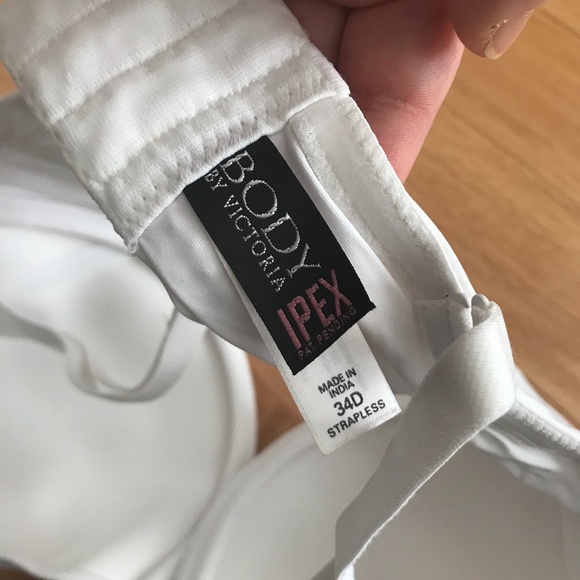 BODY
BY VICTORIA
IPEX
PAT. PENDING
MADE IN
INDIA
34D
STRAPLESS